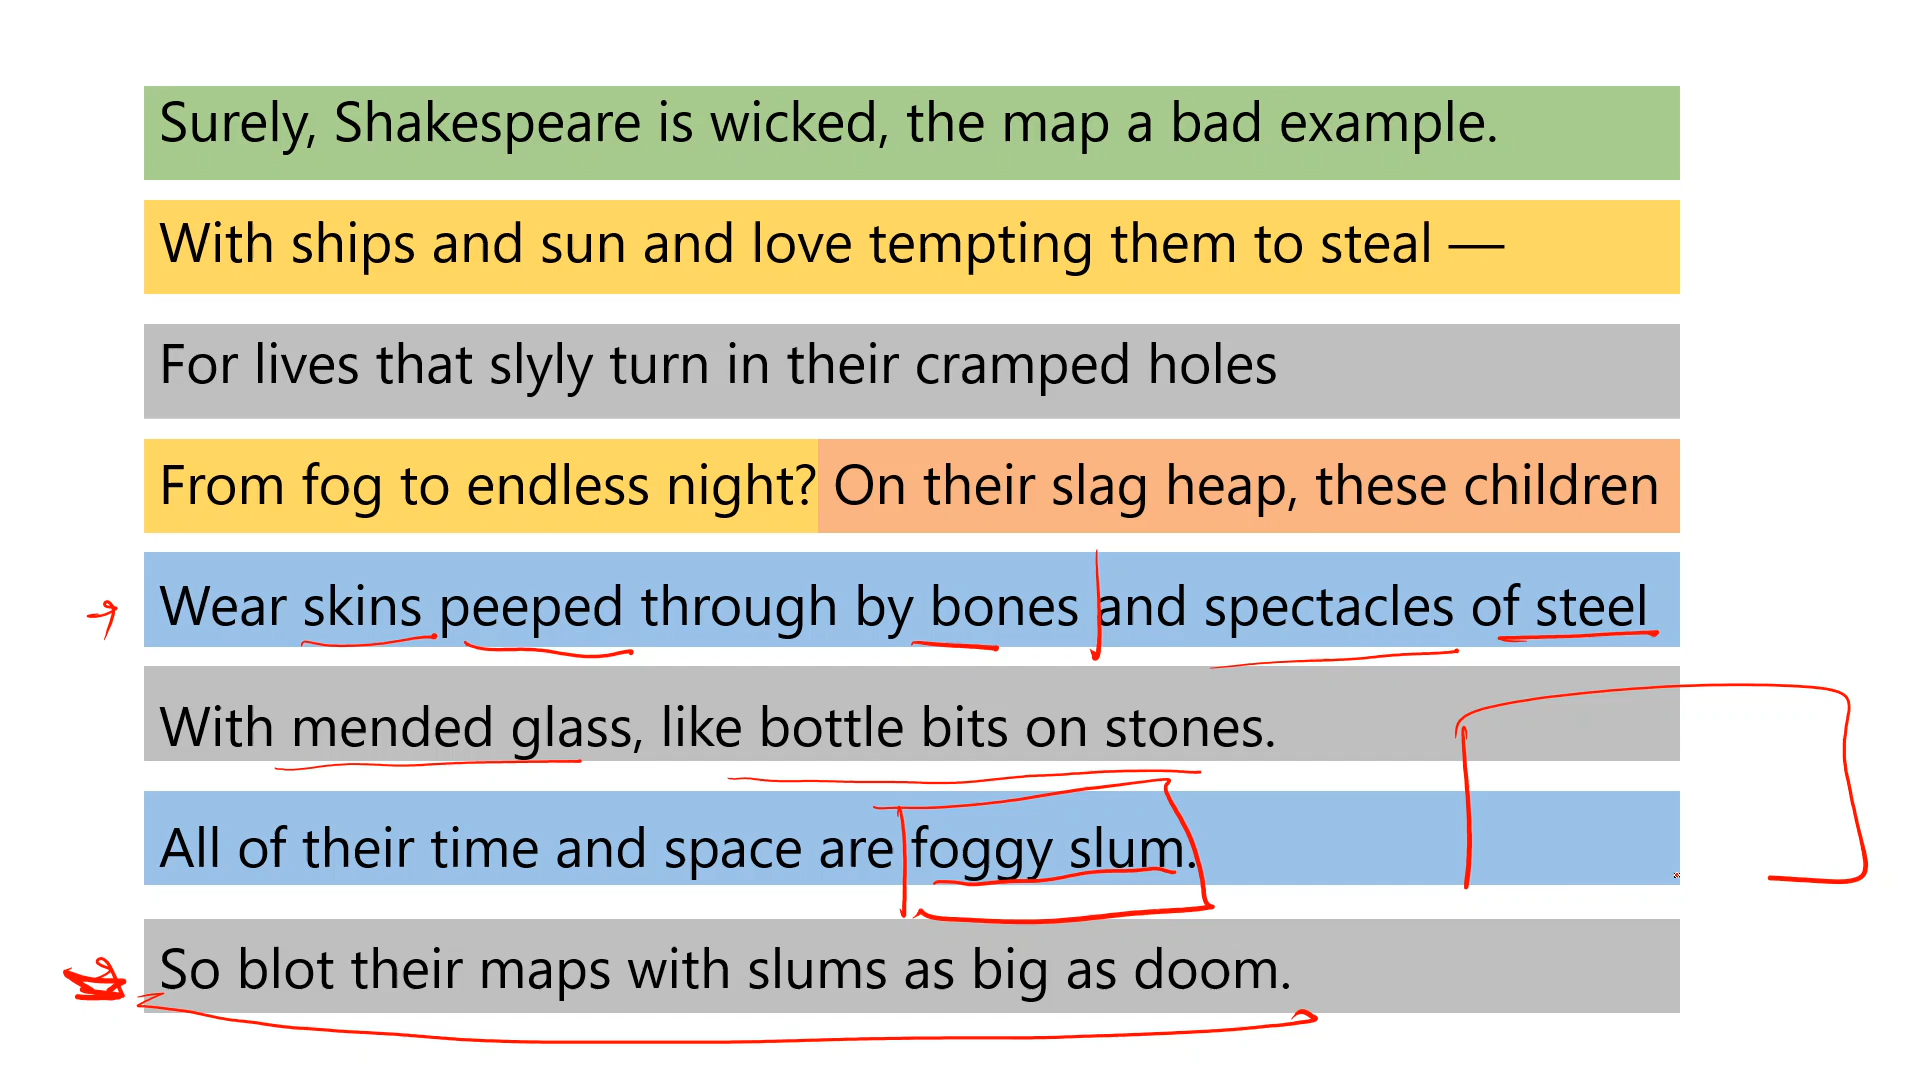 Surely, Shakespeare is wicked, the map a bad example.
With ships and sun and love tempting them to steal —
For lives that slyly turn in their cramped holes
From fog to endless night? On their slag heap, these children
Wear skins peeped through by bones and spectacles of steel
With mended glass, like bottle bits on stones.
All of their time and space are foggy slum.
So blot their maps with slums as big as doom.